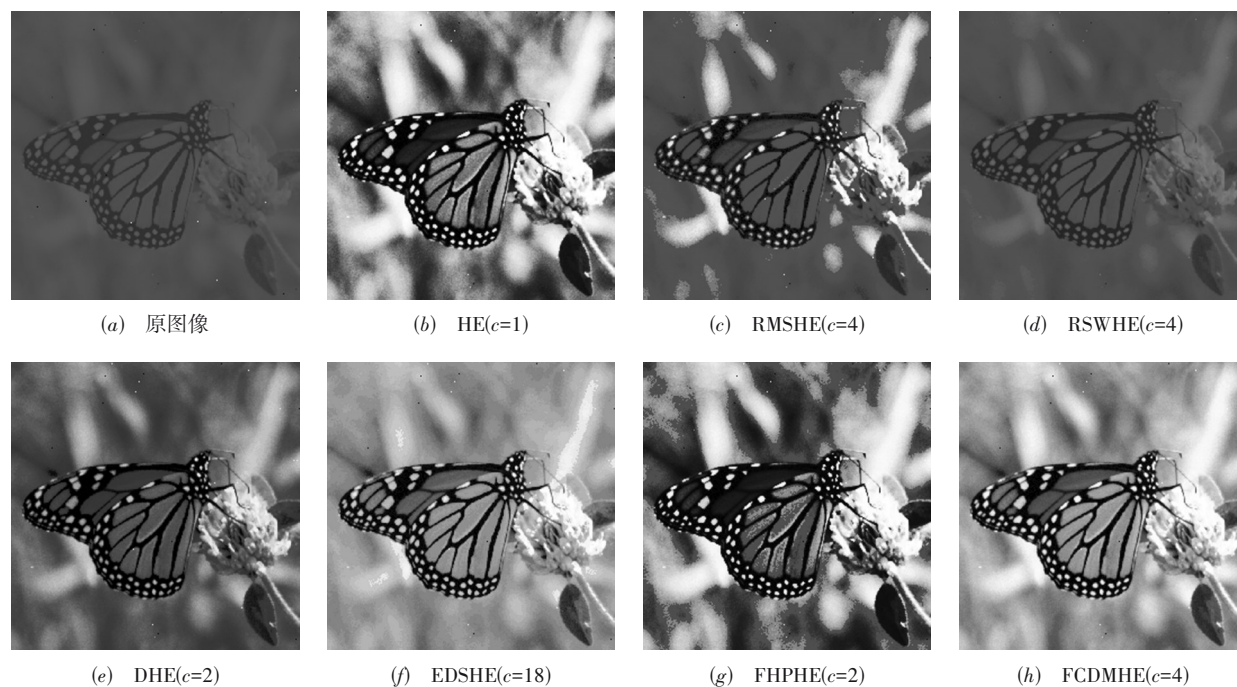 (a) 原图像
(b) HE(c=1)
(c) RMSHE(c=4)
(d) RSWHE(c=4)
(e) DHE(c=2)
(f) EDSHE(c=18)
(g) FHPHE(c=2)
(h) FCDMHE(c=4)